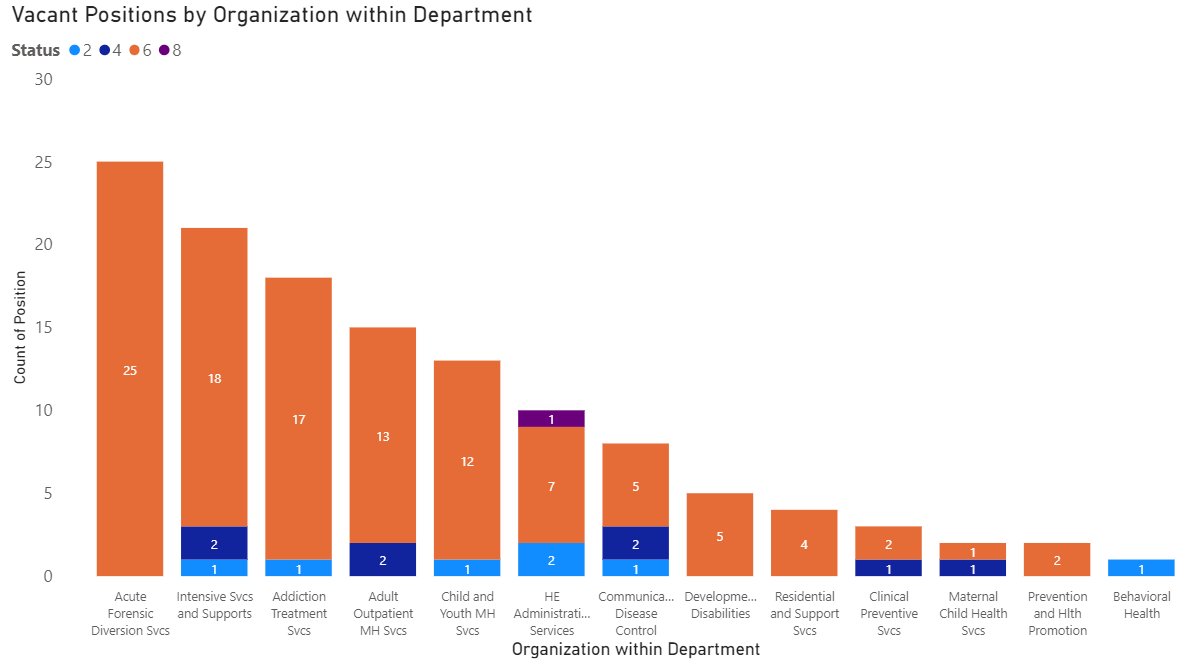 Vacant Positions by Organization within Department
Status 2 4 6 8
30
25
20
15
10
5
0
Count of Position
25
18
2
1
17
1
13
2
12
1
1
7
2
5
2
1
5
4
2
1
1
1
2
1
Acute
Forensic
Diversion Svcs
Intensive Svcs
and Supports
Addiction
Treatment
Svcs
Adult
Outpatient
MH Svcs
Child and
Youth MH
Svcs
HE
Administrati...
Services
Communica...
Disease
Control
Developme...
Disabilities
Residential
and Support
Svcs
Clinical
Preventive
Svcs
Maternal
Child Health
Svcs
Prevention
and Hlth
Promotion
Behavioral
Health
Organization within Department